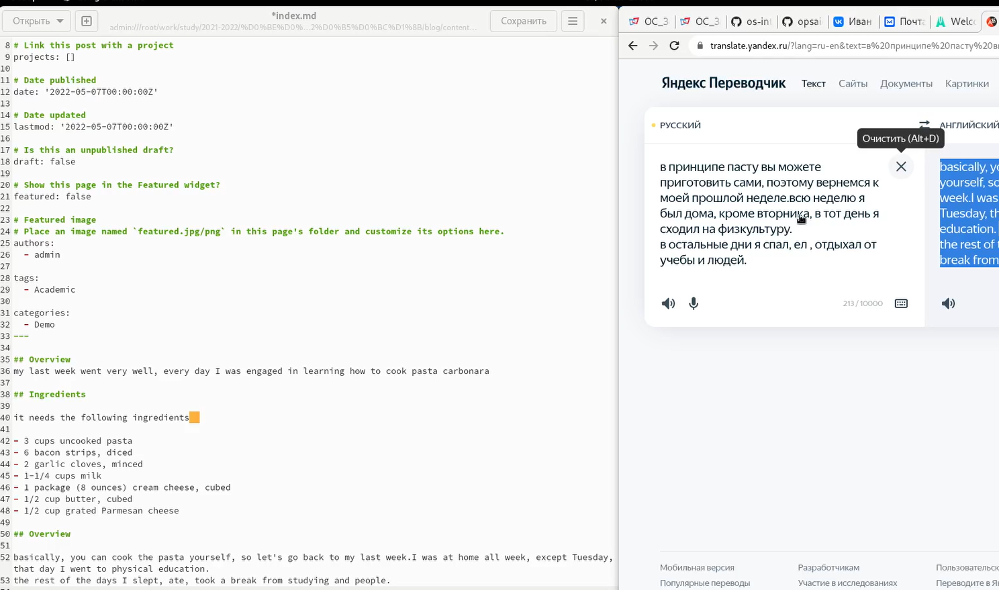 Открыть
*index.md
admin:///root/work/study/2021-2022/%D0%BE%D0%...2%D0%B5%D0%BC%D1%8B/blog/content...
Сохранить
8 # Link this post with a project
9 projects: []
10
11 # Date published
12 date: '2022-05-07T00:00:00Z'
13
14 # Date updated
15 lastmod: '2022-05-07T00:00:00Z'
16
17 # Is this an unpublished draft?
18 draft: false
19
20 # Show this page in the Featured widget?
21 featured: false
22
23 # Featured image
24 # Place an image named `featured.jpg/png` in this page's folder and customize its options here.
25 authors:
26   - admin
27
28 tags:
29   - Academic
30
31 categories:
32   - Demo
33 ---
34
35 ## Overview
36 my last week went very well, every day I was engaged in learning how to cook pasta carbonara
37
38 ## Ingredients
39
40 it needs the following ingredients
41
42 - 3 cups uncooked pasta
43 - 6 bacon strips, diced
44 - 2 garlic cloves, minced
45 - 1-1/4 cups milk
46 - 1 package (8 ounces) cream cheese, cubed
47 - 1/2 cup butter, cubed
48 - 1/2 cup grated Parmesan cheese
49
50 ## Overview
51
52 basically, you can cook the pasta yourself, so let's go back to my last week.I was at home all week, except Tuesday,
that day I went to physical education.
53 the rest of the days I slept, ate, took a break from studying and people.
ОС_З ОС_З os-in opsai Иван Почта Welc
translate.yandex.ru/?lang=ru-en&text=в%20принципе%20пасту%20в
Яндекс Переводчик Текст Сайты Документы Картинки
РУССКИЙ
АНГЛИЙСКИЙ
Очистить (Alt+D)
в принципе пасту вы можете
приготовить сами, поэтому вернемся к
моей прошлой неделе.всю неделю я
был дома, кроме вторника, в тот день я
сходил на физкультуру.
в остальные дни я спал, ел , отдыхал от
учебы и людей.
213 / 10000
basically, yo
yourself, so
week.I was
Tuesday, th
education.
the rest of t
break from
Мобильная версия Разработчикам Пользовательск
Популярные переводы Участие в исследованиях Переводите в Я